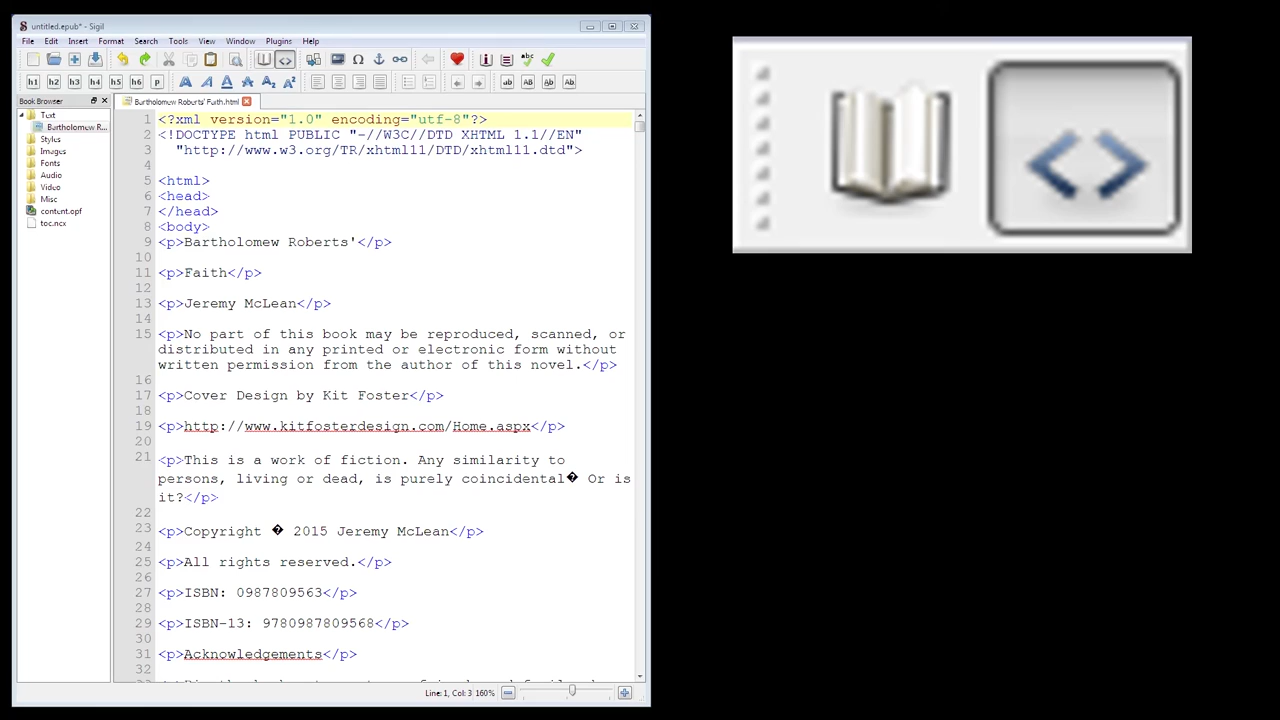 untitled.epub* - Sigil
File Edit Insert Format Search Tools View Window Plugins Help
h1 h2 h3 h4 h5 h6 p
Book Browser
Text
Bartholomew R...
Styles
Images
Fonts
Audio
Video
Misc
content.opf
toc.ncx
Bartholomew Roberts' Faith.html
1 <?xml version="1.0" encoding="utf-8"?>
2 <!DOCTYPE html PUBLIC "-//W3C//DTD XHTML 1.1//EN"
3 "http://www.w3.org/TR/xhtml11/DTD/xhtml11.dtd">
4
5 <html>
6 <head>
7 </head>
8 <body>
9 <p>Bartholomew Roberts'</p>
10
11 <p>Faith</p>
12
13 <p>Jeremy McLean</p>
14
15 <p>No part of this book may be reproduced, scanned, or
distributed in any printed or electronic form without
written permission from the author of this novel.</p>
16
17 <p>Cover Design by Kit Foster</p>
18
19 <p>http://www.kitfosterdesign.com/Home.aspx</p>
20
21 <p>This is a work of fiction. Any similarity to
persons, living or dead, is purely coincidental� Or is
it?</p>
22
23 <p>Copyright � 2015 Jeremy McLean</p>
24
25 <p>All rights reserved.</p>
26
27 <p>ISBN: 0987809563</p>
28
29 <p>ISBN-13: 9780987809568</p>
30
31 <p>Acknowledgements</p>
32
Line: 1, Col: 3 160%